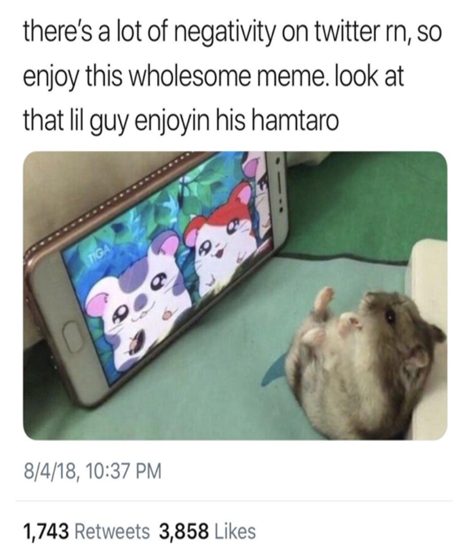 there's a lot of negativity on twitter rn, so
enjoy this wholesome meme. look at
that lil guy enjoyin his hamtaro
TIGA
8/4/18, 10:37 PM
1,743 Retweets 3,858 Likes